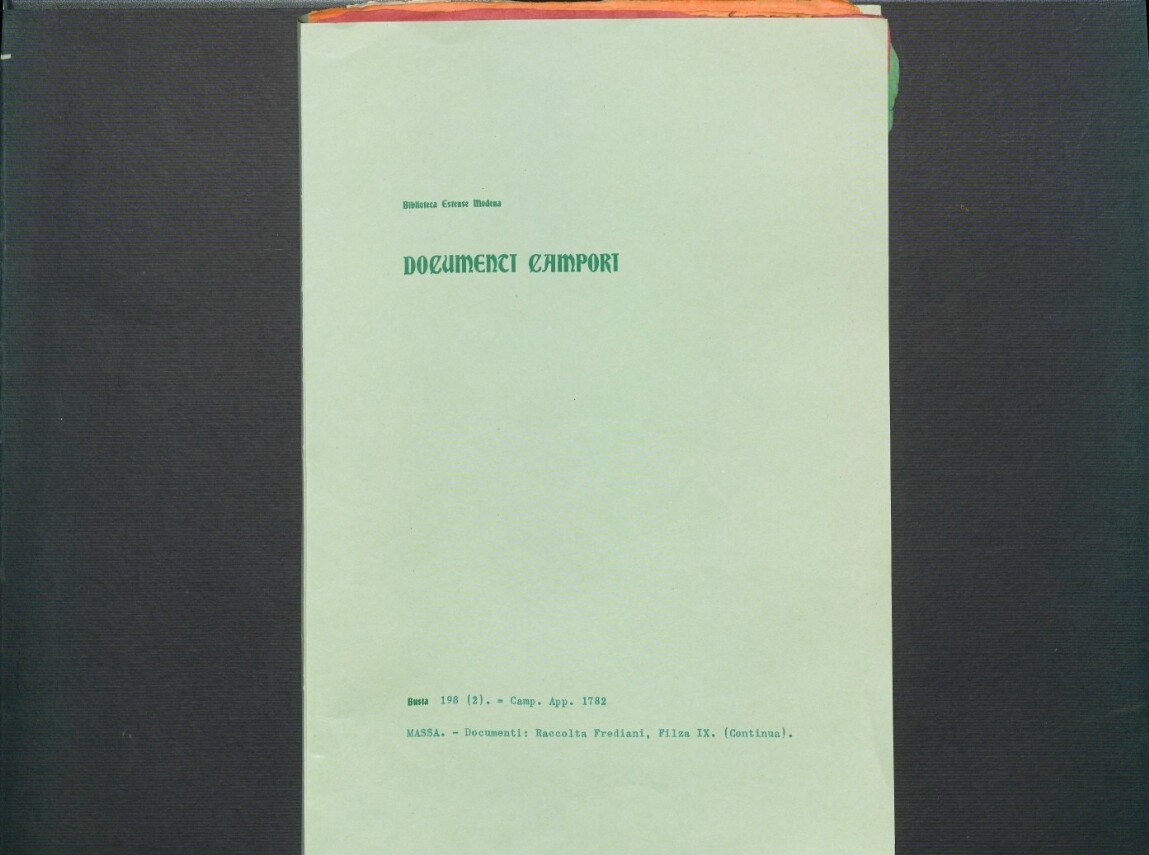 Biblioteca Estense Modena
DOCUMENTI CAMPORI
Busta 198 (2). = Camp. App. 1782
MASSA. - Documenti: Raccolta Frediani, Filza IX. (Continua).